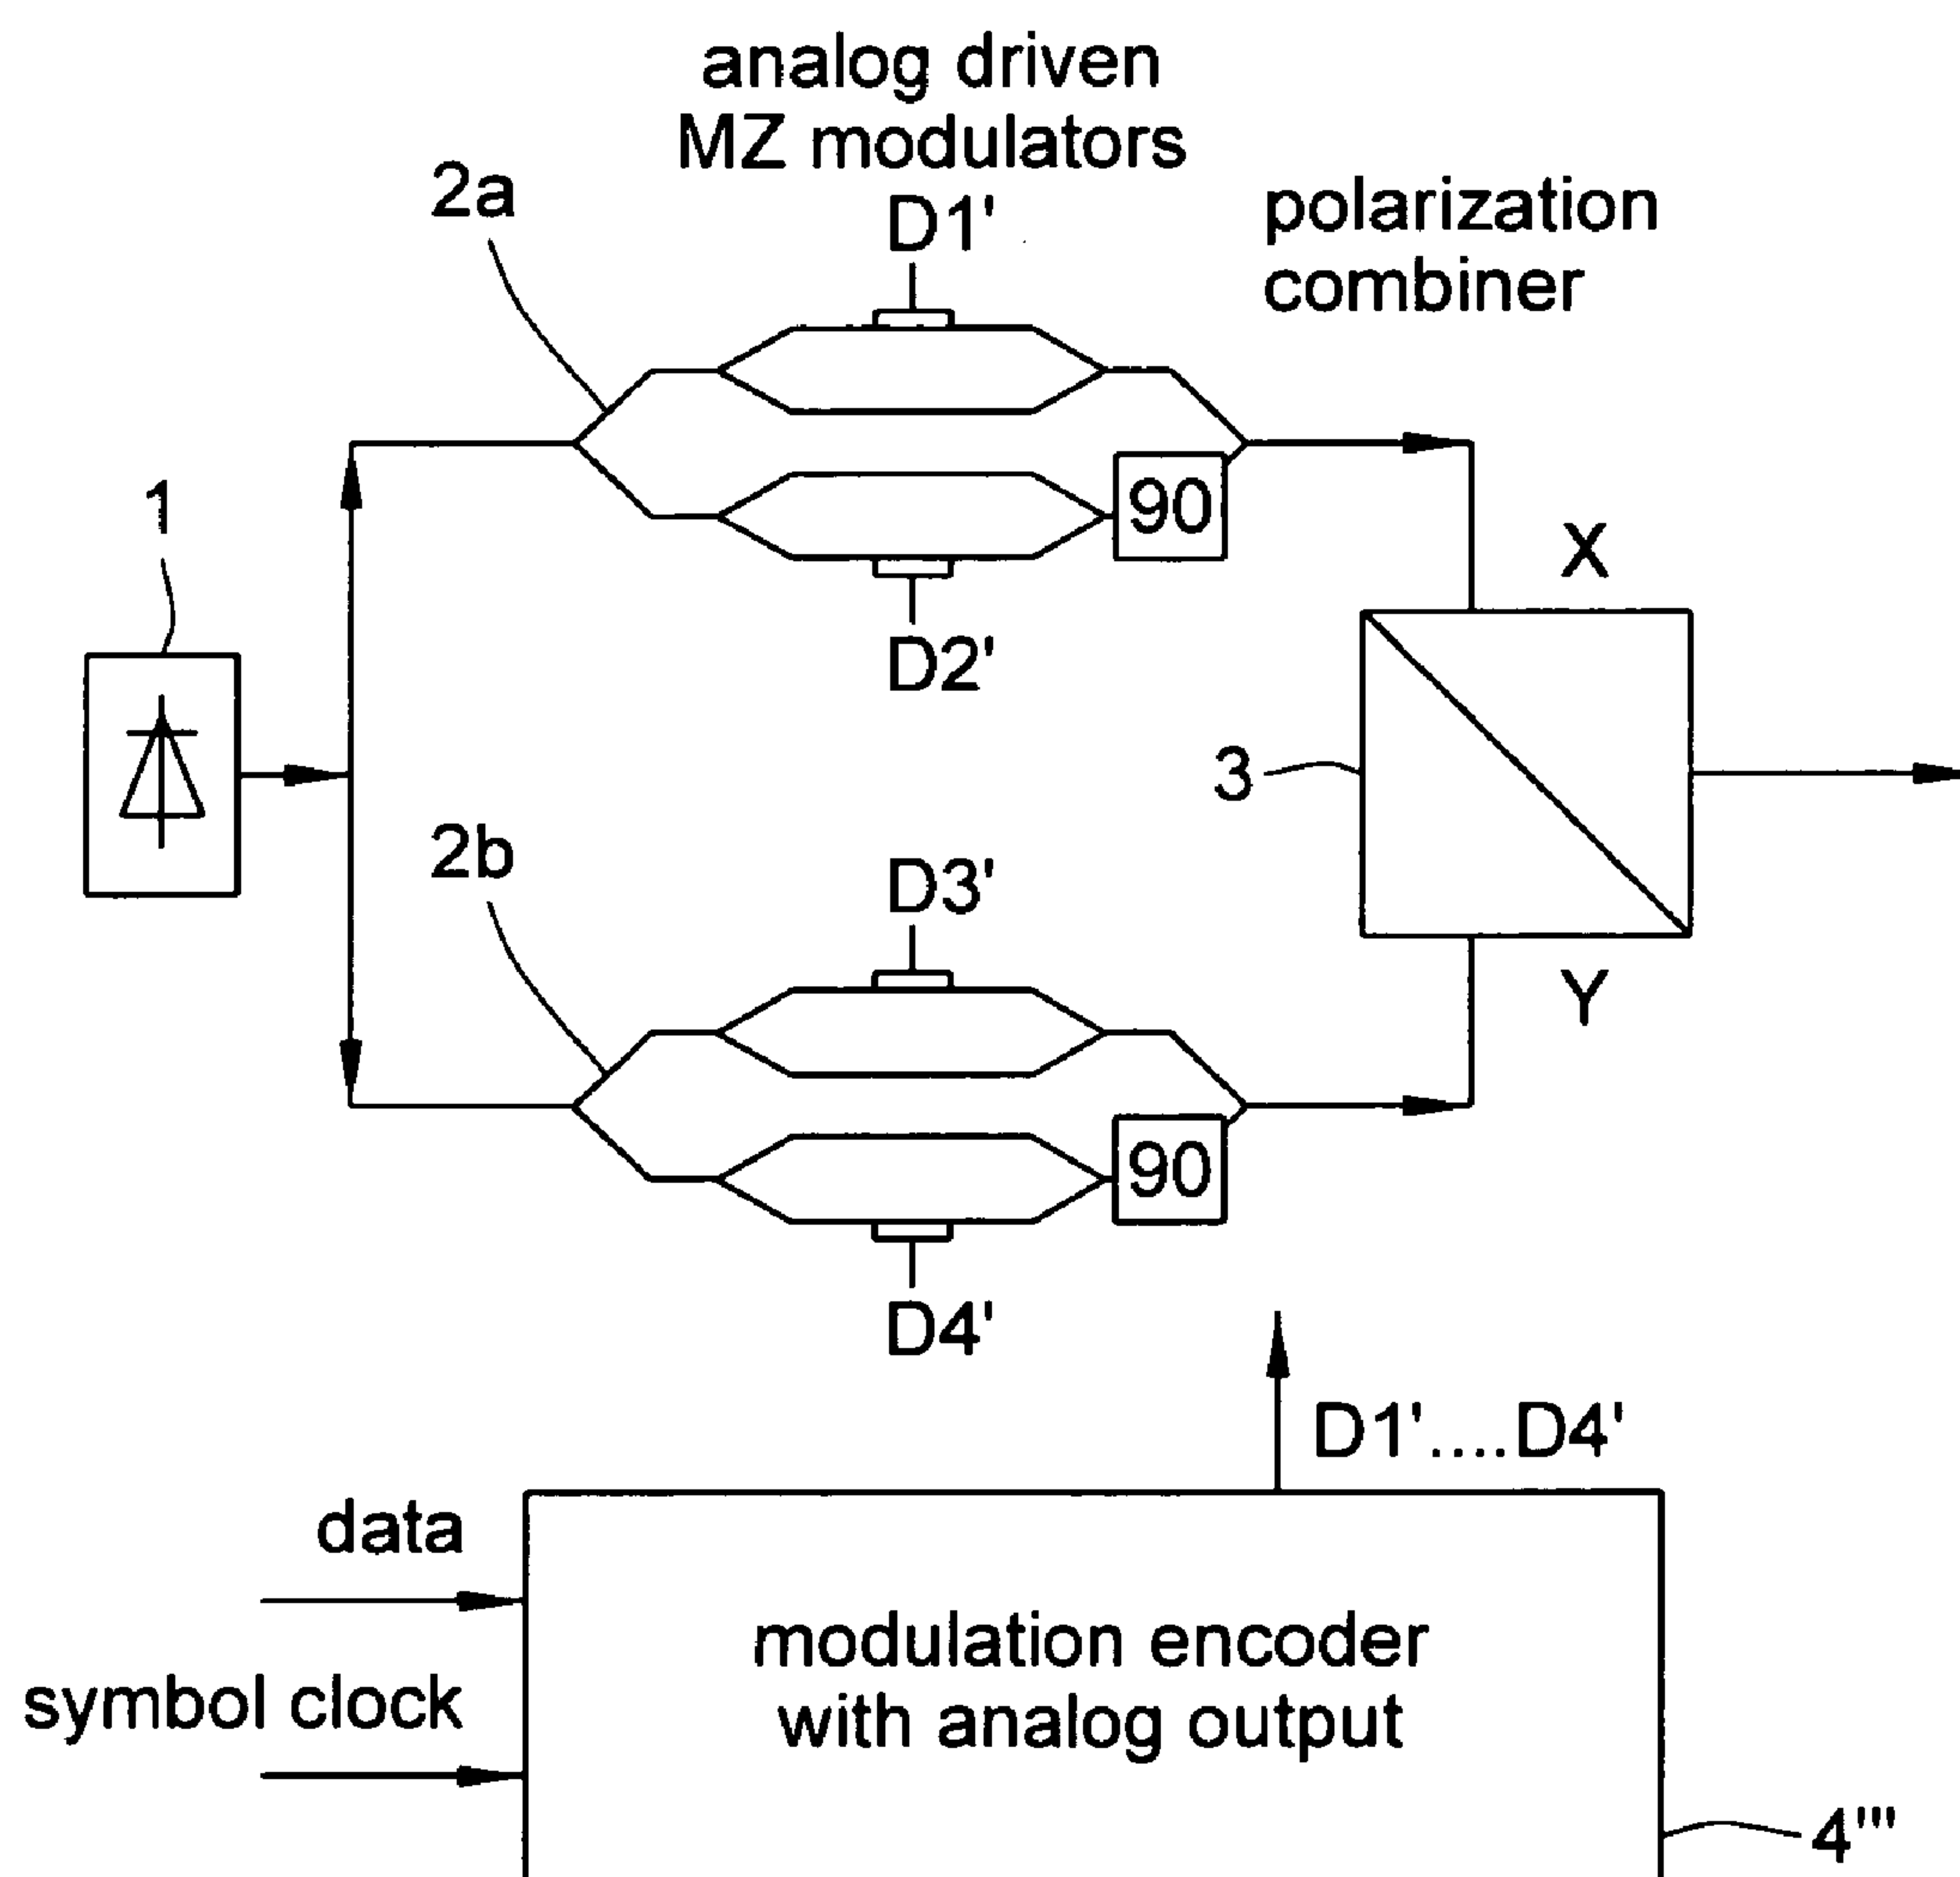 analog driven
MZ modulators
2a
D1'
polarization
combiner
1
90
X
D2'
3
2b
D3'
Y
90
D4'
D1'....D4'
data
modulation encoder
with analog output
symbol clock
4'''